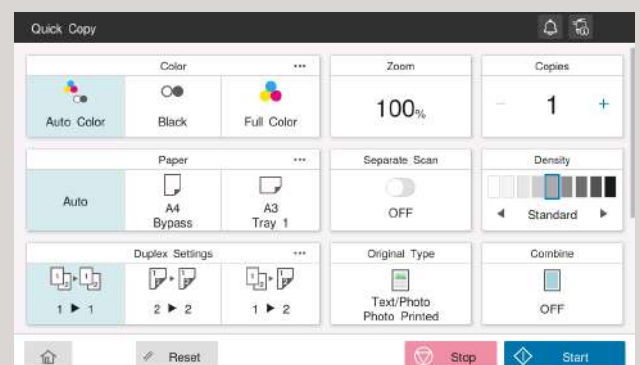 Quick Copy
Color ···
Zoom
Copies
Auto Color
Black
Full Color
100%
− 1 +
Paper ···
Separate Scan
Density
Auto
A4
Bypass
A3
Tray 1
OFF
Standard
Duplex Settings ···
Original Type
Combine
1 ▶ 1
2 ▶ 2
1 ▶ 2
Text/Photo
Photo Printed
OFF
Reset
Stop
Start